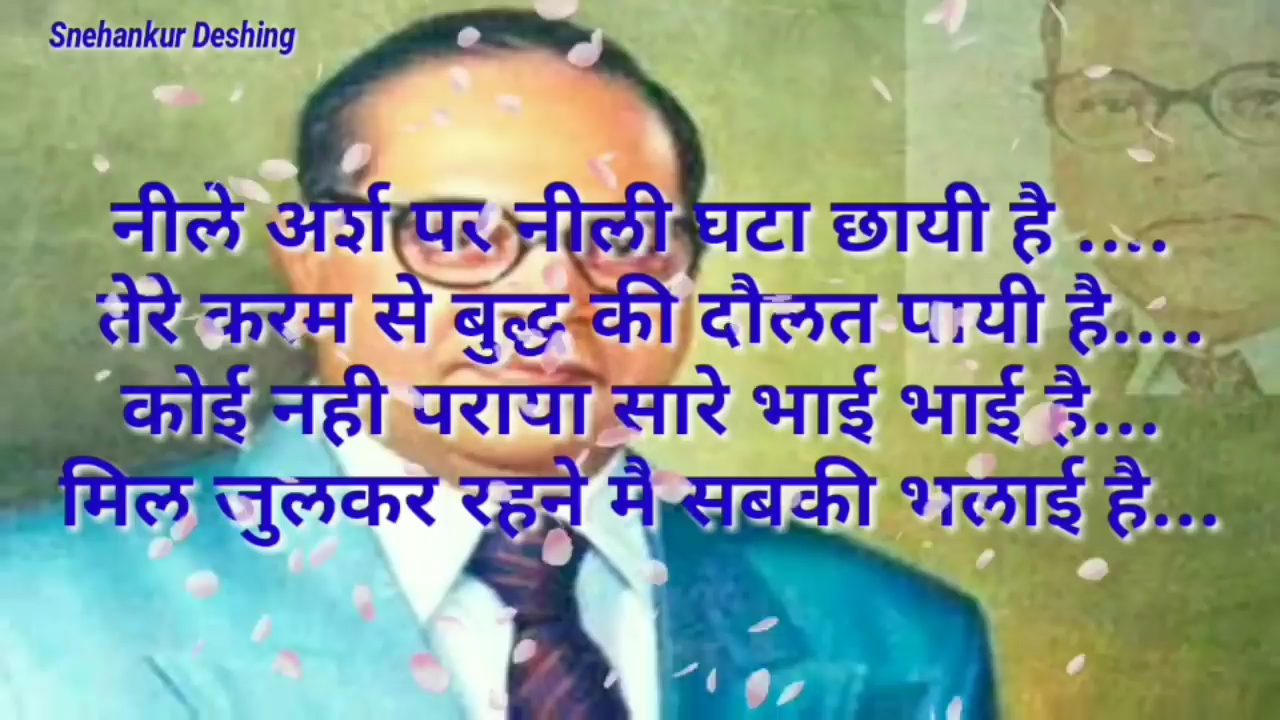 Snehankur Deshing
नीले अर्श पर नीली घटा छायी है ....
तेरे करम से बुद्ध की दौलत पायी है....
कोई नही पराया सारे भाई भाई है...
मिल जुलकर रहने मै सबकी भलाई है...